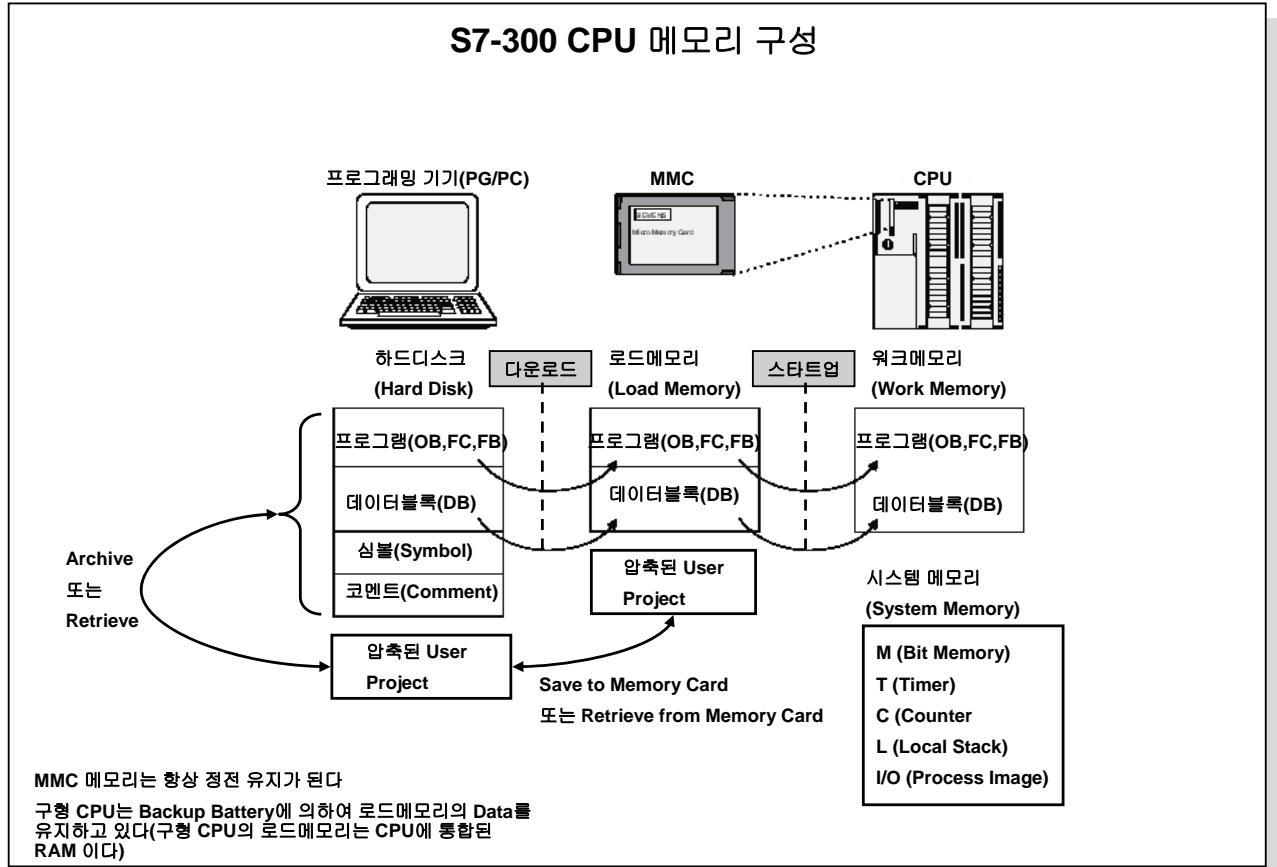 S7-300 CPU 메모리 구성
프로그래밍 기기(PG/PC)
MMC
CPU
SIEMENS
Micro Memory Card
하드디스크
(Hard Disk)
다운로드
로드메모리
(Load Memory)
스타트업
워크메모리
(Work Memory)
프로그램(OB,FC,FB)
프로그램(OB,FC,FB)
프로그램(OB,FC,FB)
데이터블록(DB)
데이터블록(DB)
데이터블록(DB)
심볼(Symbol)
코멘트(Comment)
Archive
또는
Retrieve
압축된 User
Project
압축된 User
Project
Save to Memory Card
또는 Retrieve from Memory Card
시스템 메모리
(System Memory)
M (Bit Memory)
T (Timer)
C (Counter
L (Local Stack)
I/O (Process Image)
MMC 메모리는 항상 정전 유지가 된다
구형 CPU는 Backup Battery에 의하여 로드메모리의 Data를
유지하고 있다(구형 CPU의 로드메모리는 CPU에 통합된
RAM 이다)